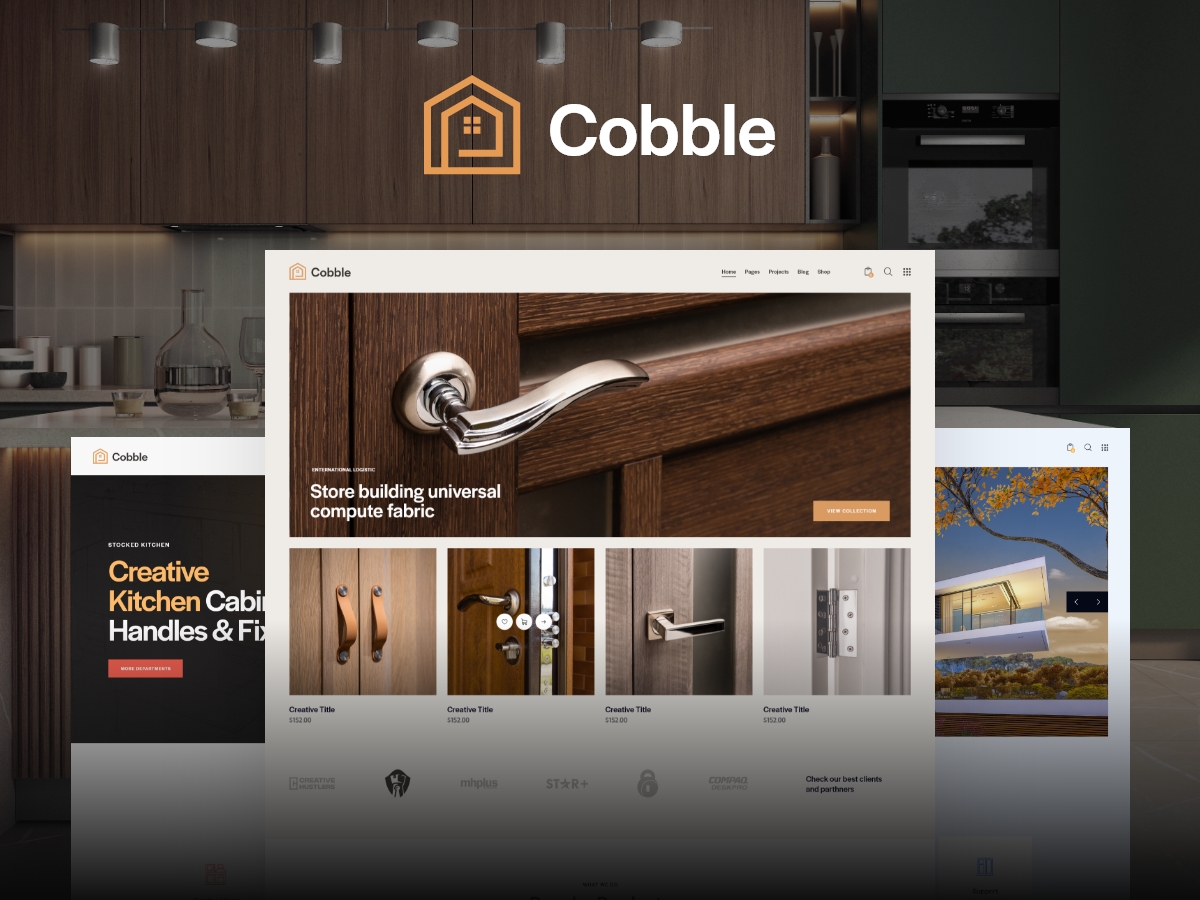 Cobble
Cobble
Home Pages Projects Blog Shop
INTERNATIONAL LOGISTIC
Store building universal
compute fabric
VIEW COLLECTION
Cobble
STOCKED KITCHEN
Creative
Kitchen Cabi
Handles & Fix
MORE DEPARTMENTS
Creative Title
$152.00
Creative Title
$152.00
Creative Title
$152.00
Creative Title
$152.00
CREATIVE
HUSTLERS
mhplus
ST★R+
COMPAQ
DESKPRO
Check our best clients
and parthners
Support